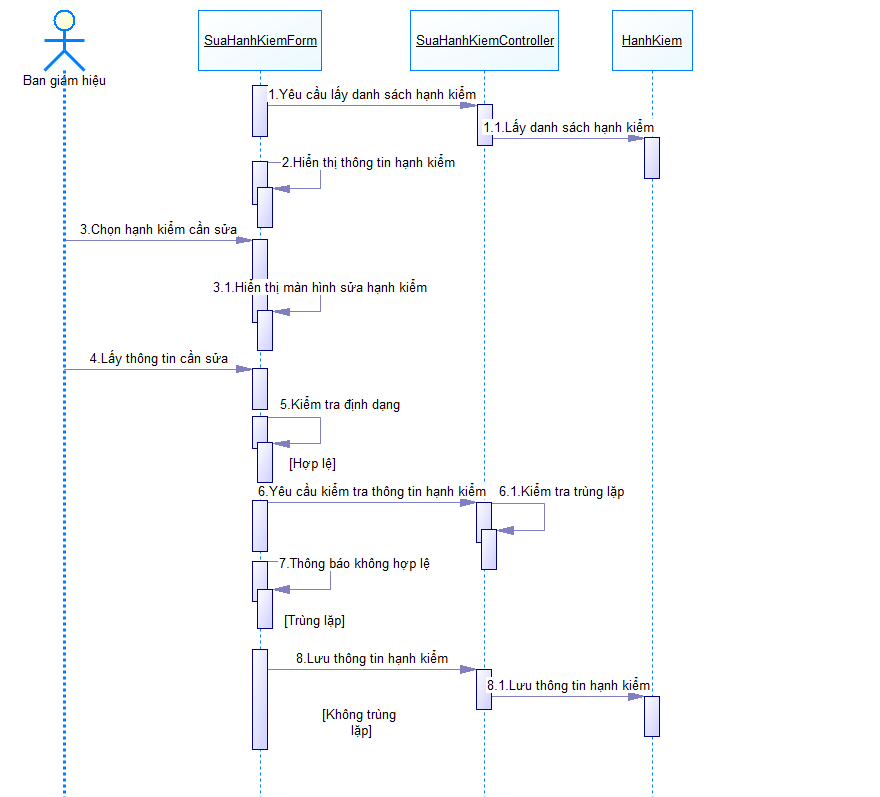 SuaHanhKiemForm
SuaHanhKiemController
HanhKiem
Ban giám hiệu
1.Yêu cầu lấy danh sách hạnh kiểm
1.1.Lấy danh sách hạnh kiểm
2.Hiển thị thông tin hạnh kiểm
3.Chọn hạnh kiểm cần sửa
3.1.Hiển thị màn hình sửa hạnh kiểm
4.Lấy thông tin cần sửa
5.Kiểm tra định dạng
[Hợp lệ]
6.Yêu cầu kiểm tra thông tin hạnh kiểm
6.1.Kiểm tra trùng lặp
7.Thông báo không hợp lệ
[Trùng lặp]
8.Lưu thông tin hạnh kiểm
8.1.Lưu thông tin hạnh kiểm
[Không trùng
lặp]